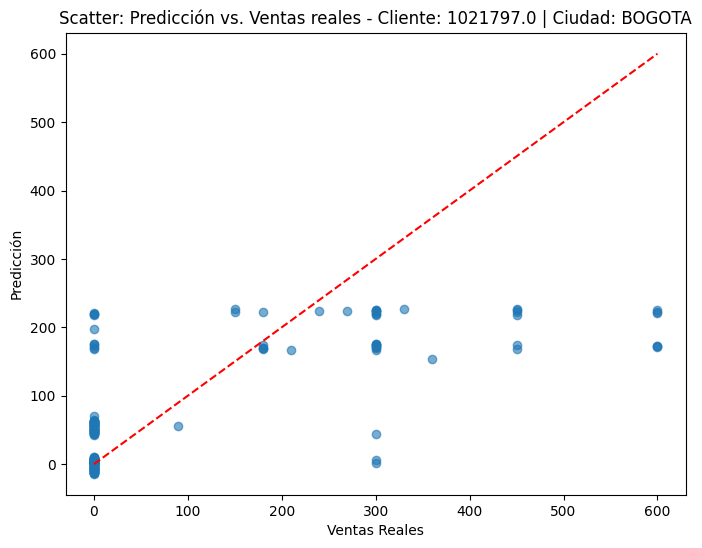 Scatter: Predicción vs. Ventas reales - Cliente: 1021797.0 | Ciudad: BOGOTA
600
500
400
300
200
100
0
Predicción
0 100 200 300 400 500 600
Ventas Reales